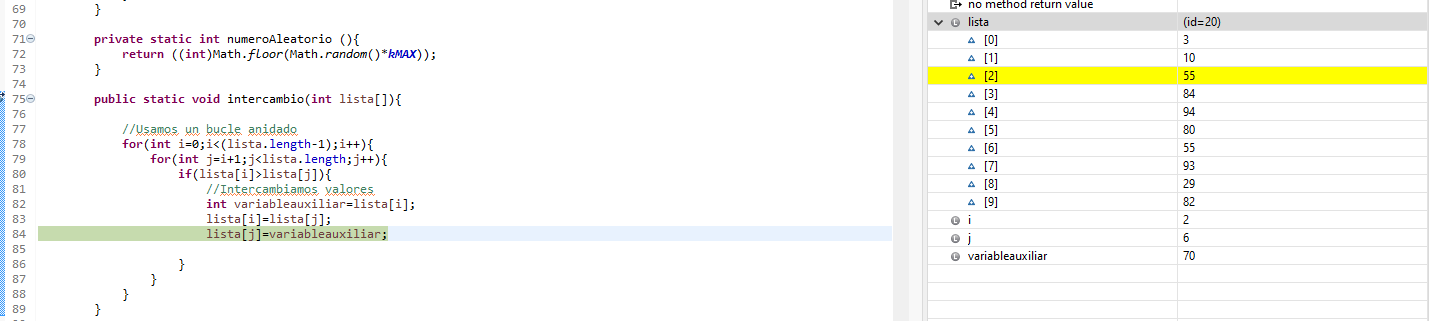 69 }
70
71 private static int numeroAleatorio (){
72 return ((int)Math.floor(Math.random()*kMAX));
73 }
74
75 public static void intercambio(int lista[]){
76
77 //Usamos un bucle anidado
78 for(int i=0;i<(lista.length-1);i++){
79 for(int j=i+1;j<lista.length;j++){
80 if(lista[i]>lista[j]){
81 //Intercambiamos valores
82 int variableauxiliar=lista[i];
83 lista[i]=lista[j];
84 lista[j]=variableauxiliar;
85
86 }
87 }
88 }
89 }
no method return value
lista (id=20)
[0] 3
[1] 10
[2] 55
[3] 84
[4] 94
[5] 80
[6] 55
[7] 93
[8] 29
[9] 82
i 2
j 6
variableauxiliar 70